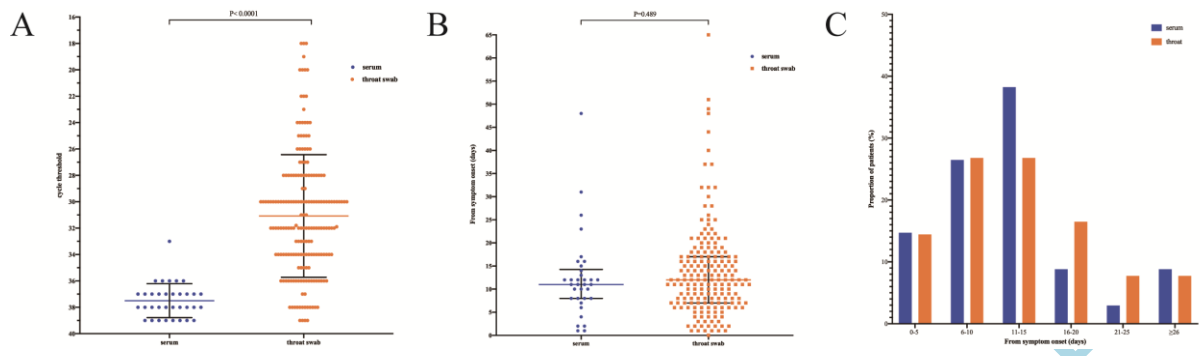 A
P< 0.0001
16
18
20
22
24
26
28
30
32
34
36
38
40
cycle threshold
serum
throat swab
serum
throat swab
B
P=0.489
65
60
55
50
45
40
35
30
25
20
15
10
5
0
From symptom onset (days)
serum
throat swab
serum
throat swab
C
50
40
30
20
10
0
Proportion of patients (%)
serum
throat
0-5
6-10
11-15
16-20
21-25
≥26
From symptom onset (days)